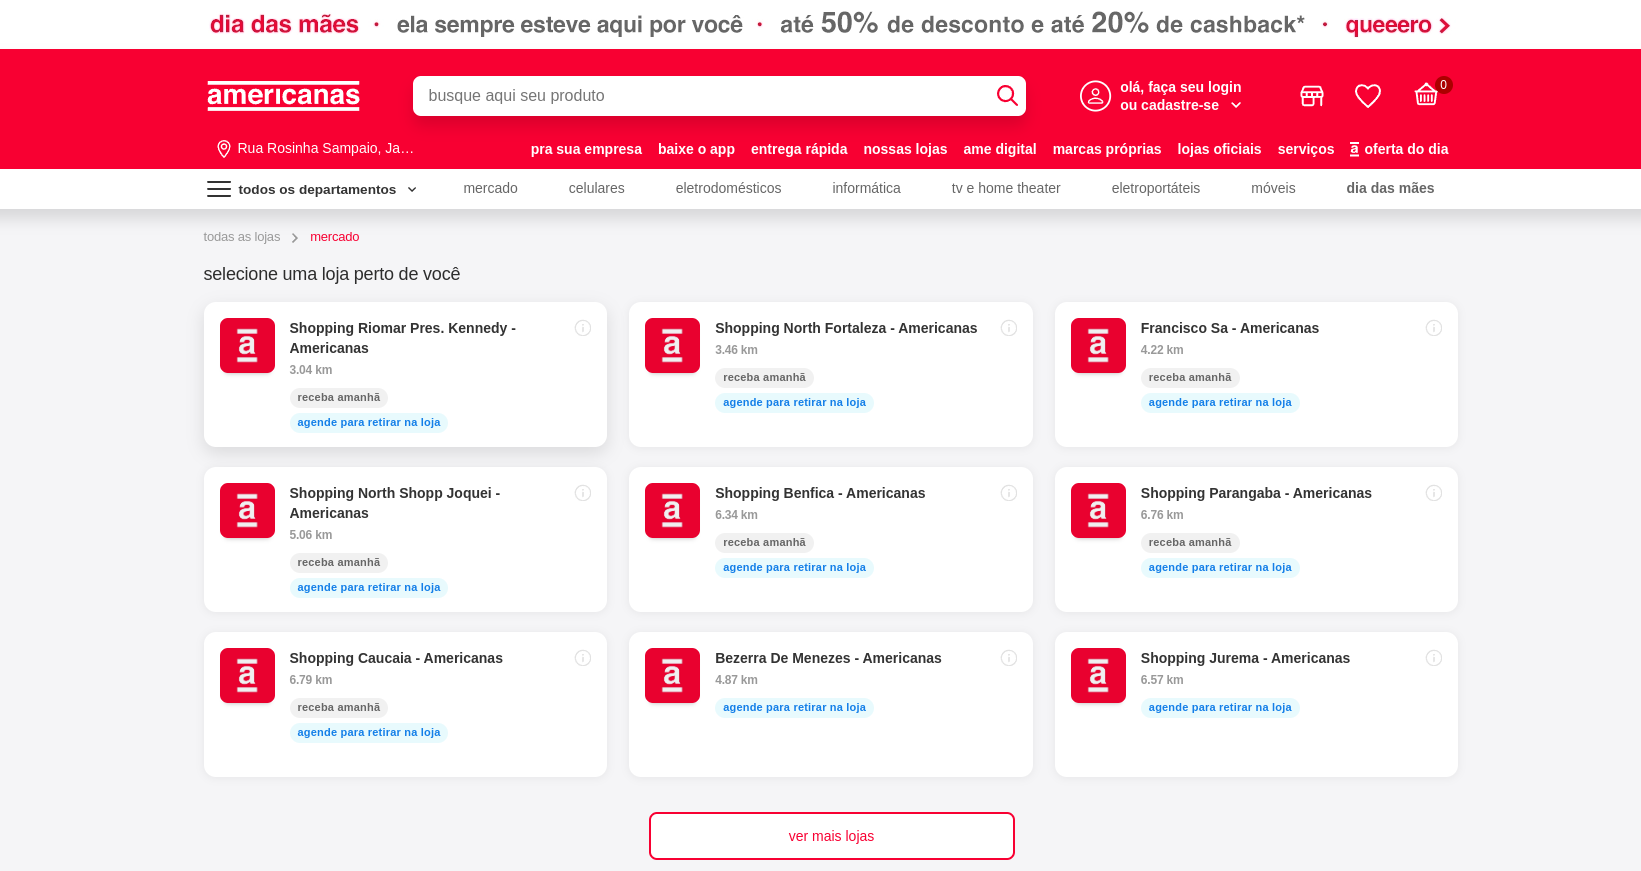 dia das mães · ela sempre esteve aqui por você · até 50% de desconto e até 20% de cashback* · queeero
americanas
busque aqui seu produto
olá, faça seu login
ou cadastre-se
0
Rua Rosinha Sampaio, Ja…
pra sua empresa baixe o app entrega rápida nossas lojas ame digital marcas próprias lojas oficiais serviços a oferta do dia
todos os departamentos mercado celulares eletrodomésticos informática tv e home theater eletroportáteis móveis dia das mães
todas as lojas mercado
selecione uma loja perto de você
a
Shopping Riomar Pres. Kennedy -
Americanas
3.04 km
receba amanhã
agende para retirar na loja
a
Shopping North Fortaleza - Americanas
3.46 km
receba amanhã
agende para retirar na loja
a
Francisco Sa - Americanas
4.22 km
receba amanhã
agende para retirar na loja
a
Shopping North Shopp Joquei -
Americanas
5.06 km
receba amanhã
agende para retirar na loja
a
Shopping Benfica - Americanas
6.34 km
receba amanhã
agende para retirar na loja
a
Shopping Parangaba - Americanas
6.76 km
receba amanhã
agende para retirar na loja
a
Shopping Caucaia - Americanas
6.79 km
receba amanhã
agende para retirar na loja
a
Bezerra De Menezes - Americanas
4.87 km
agende para retirar na loja
a
Shopping Jurema - Americanas
6.57 km
agende para retirar na loja
ver mais lojas